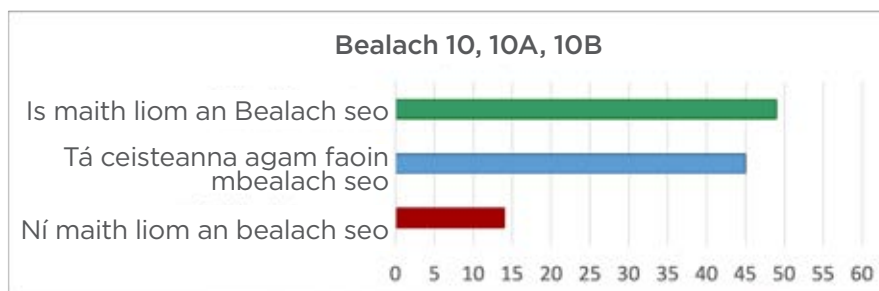 Bealach 10, 10A, 10B
Is maith liom an Bealach seo
Tá ceisteanna agam faoin
mbealach seo
Ní maith liom an bealach seo
0 5 10 15 20 25 30 35 40 45 50 55 60